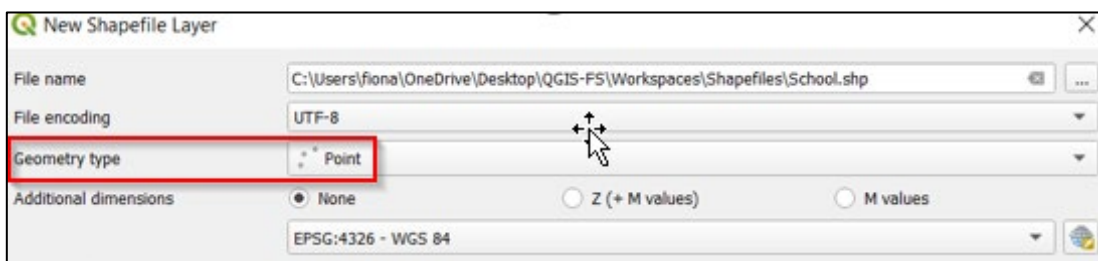 New Shapefile Layer
File name C:\Users\fiona\OneDrive\Desktop\QGIS-FS\Workspaces\Shapefiles\School.shp ...
File encoding UTF-8
Geometry type Point
Additional dimensions None Z (+ M values) M values
EPSG:4326 - WGS 84